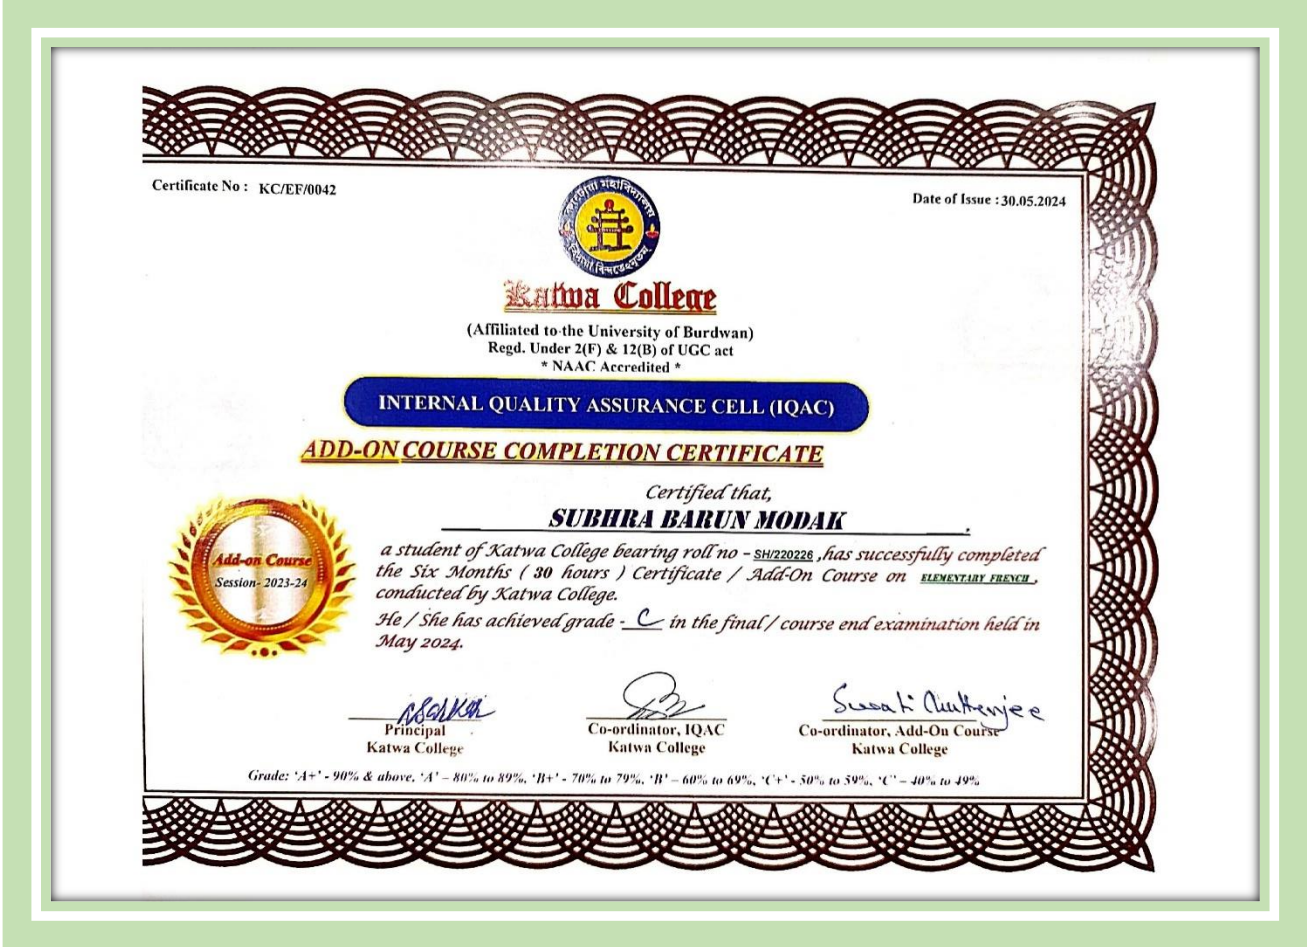 Certificate No : KC/EF/0042
Date of Issue : 30.05.2024
Katwa College
(Affiliated to the University of Burdwan)
Regd. Under 2(F) & 12(B) of UGC act
* NAAC Accredited *
INTERNAL QUALITY ASSURANCE CELL (IQAC)
ADD-ON COURSE COMPLETION CERTIFICATE
Certified that,
SUBHRA BARUN MODAK.
Add-on Course
Session- 2023-24
a student of Katwa College bearing roll no - SH/220226 ,has successfully completed
the Six Months ( 30 hours ) Certificate / Add-On Course on ELEMENTARY FRENCH,
conducted by Katwa College.
He / She has achieved grade - C in the final / course end examination held in
May 2024.
Swati Chatterjee
Principal
Katwa College
Co-ordinator, IQAC
Katwa College
Co-ordinator, Add-On Course
Katwa College
Grade: 'A+' - 90% & above, 'A' – 80% to 89%, 'B+' - 70% to 79%, 'B' – 60% to 69%, 'C+' - 50% to 59%, 'C' – 40% to 49%